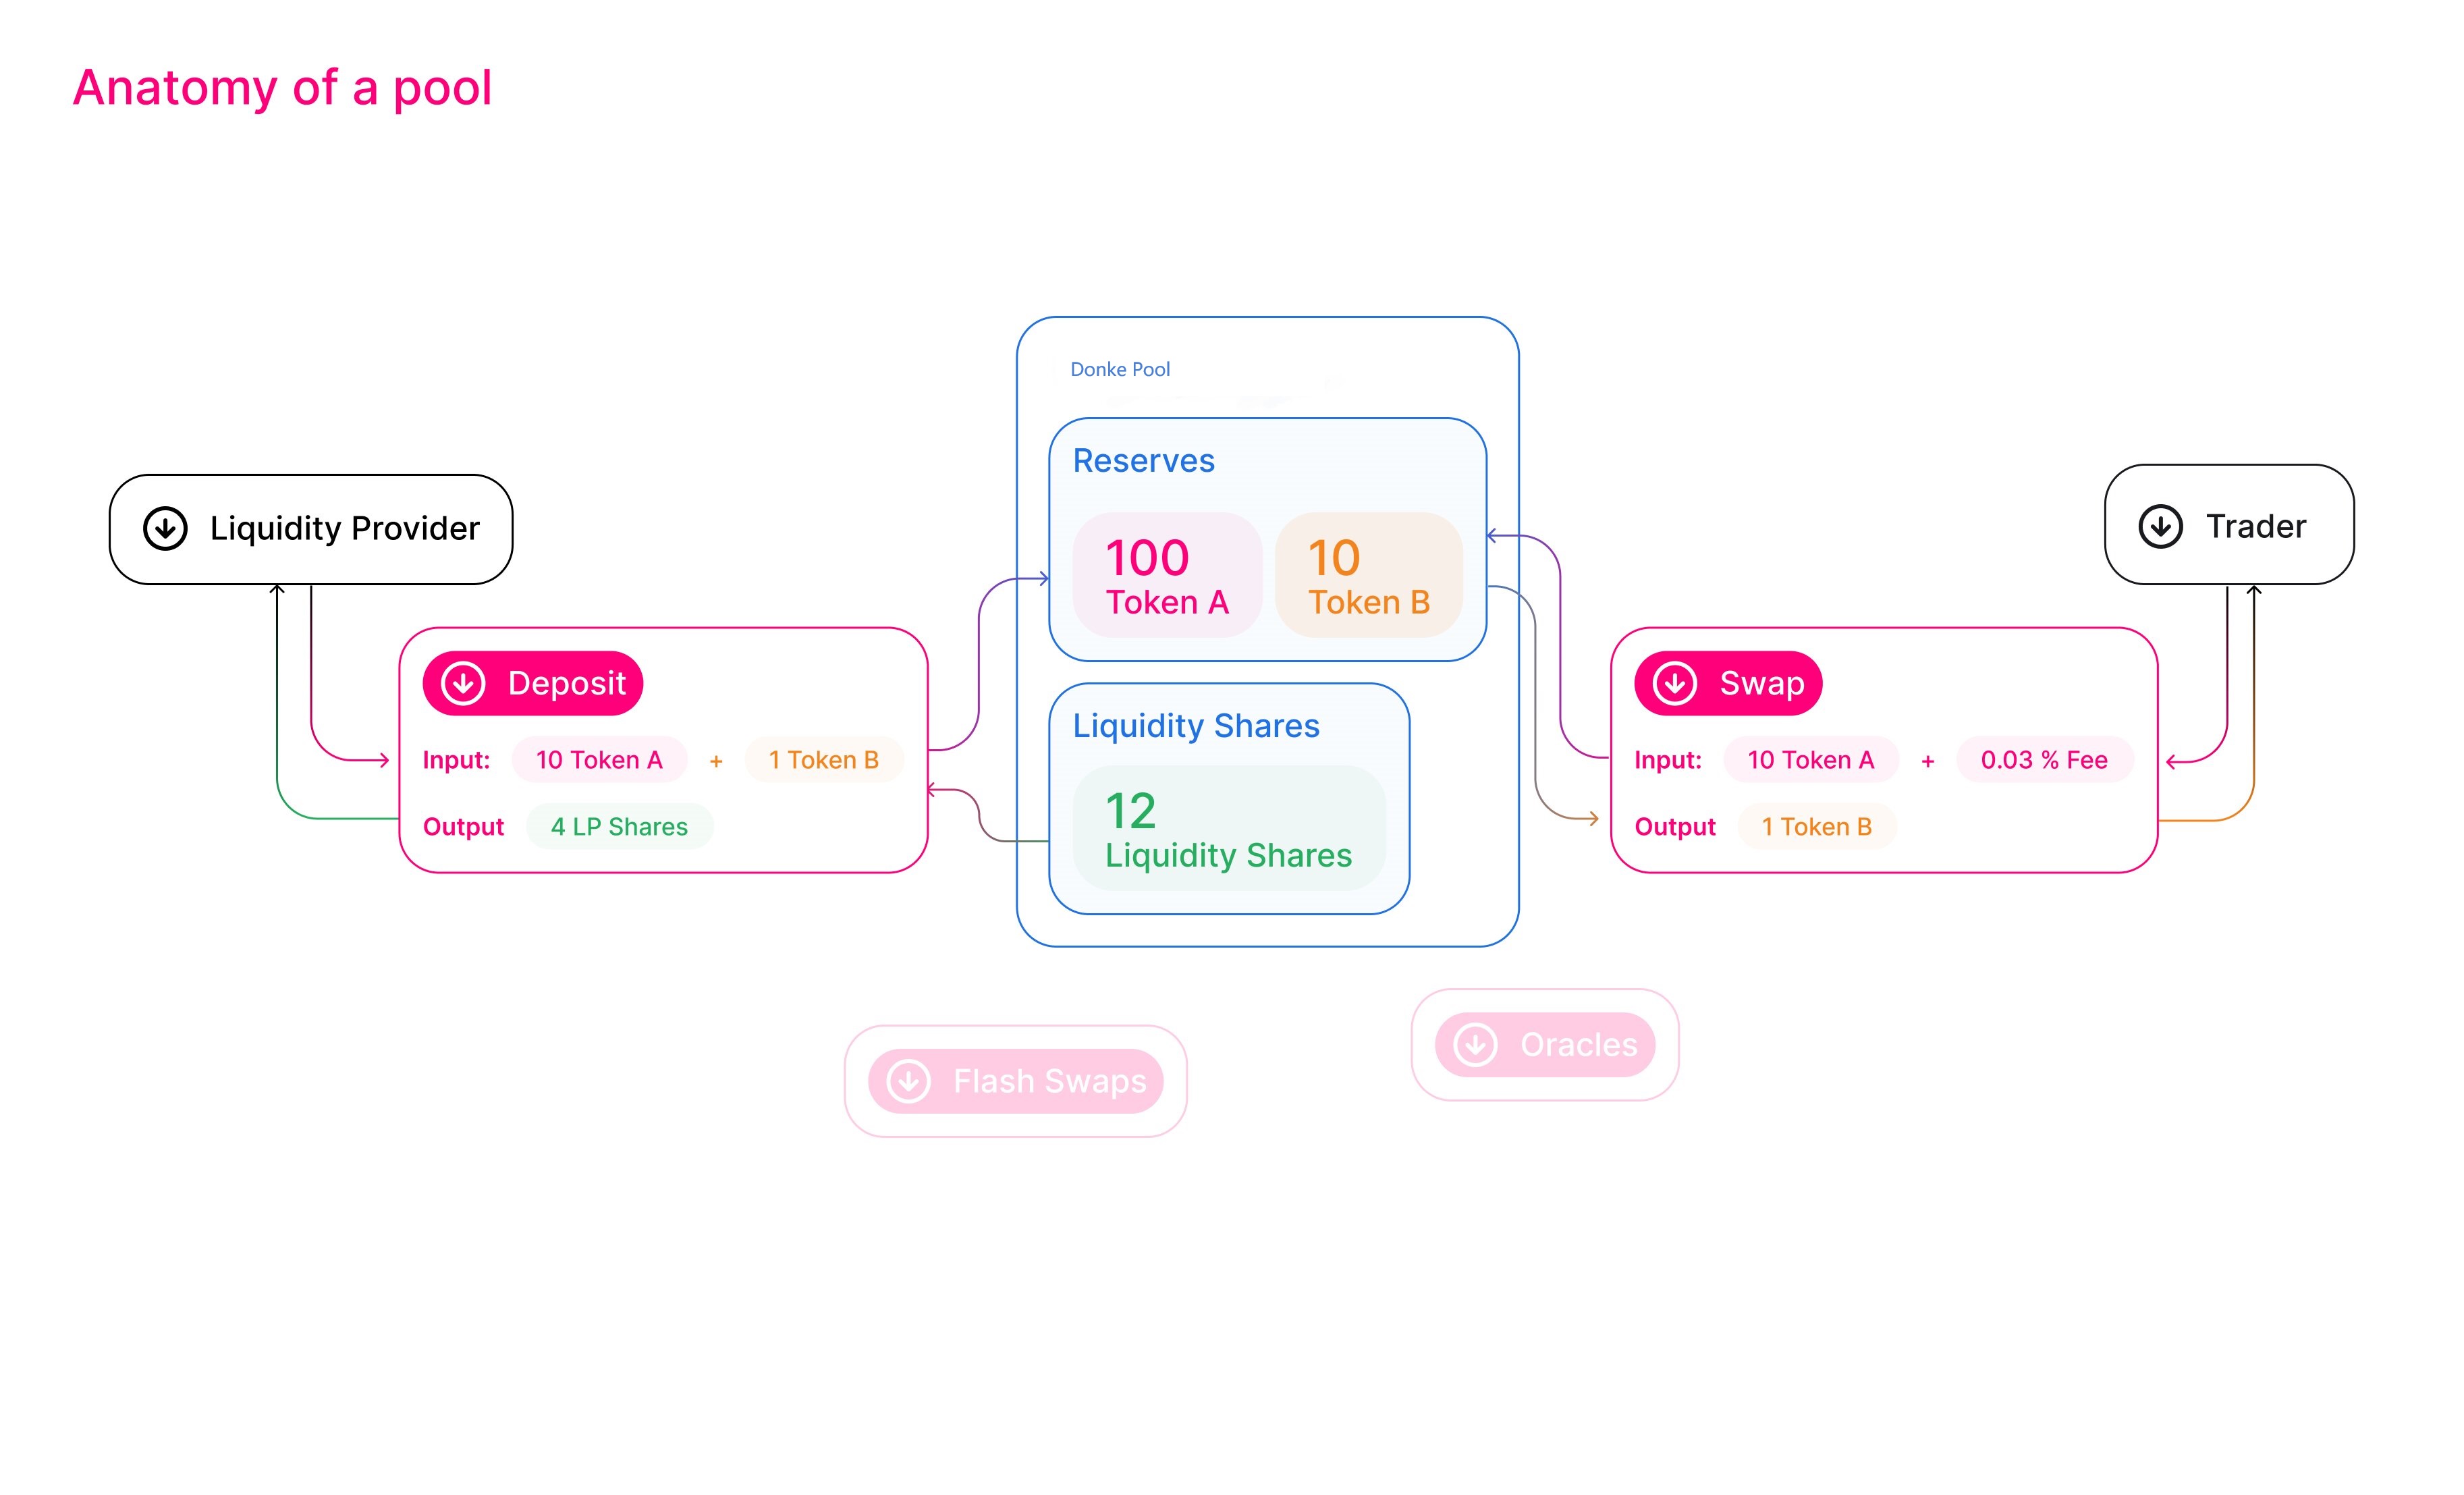 Anatomy of a pool
Donke Pool
Reserves
100
Token A
10
Token B
Liquidity Provider
Trader
Deposit
Input: 10 Token A + 1 Token B
Output 4 LP Shares
Liquidity Shares
12
Liquidity Shares
Swap
Input: 10 Token A + 0.03 % Fee
Output 1 Token B
Flash Swaps
Oracles